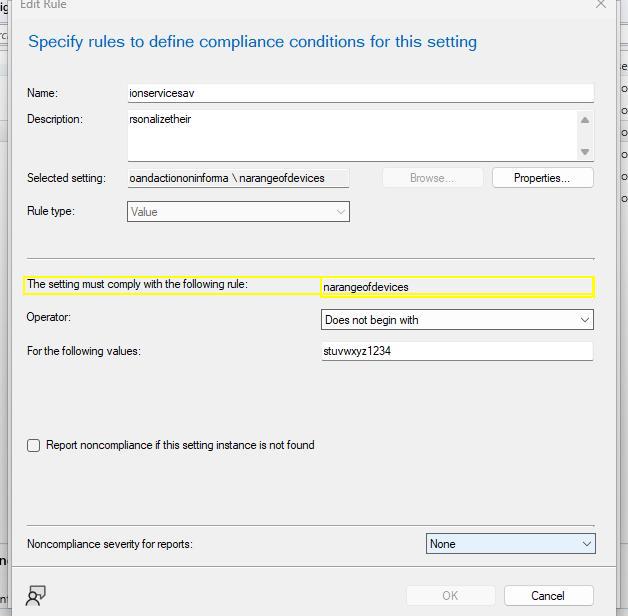 Edit Rule
Specify rules to define compliance conditions for this setting
Name: ionservicesav
Description: rsonalizetheir
Selected setting: oandactiononinforma \ narangeofdevices Browse... Properties...
Rule type: Value
The setting must comply with the following rule: narangeofdevices
Operator: Does not begin with
For the following values: stuvwxyz1234
Report noncompliance if this setting instance is not found
Noncompliance severity for reports: None
OK Cancel